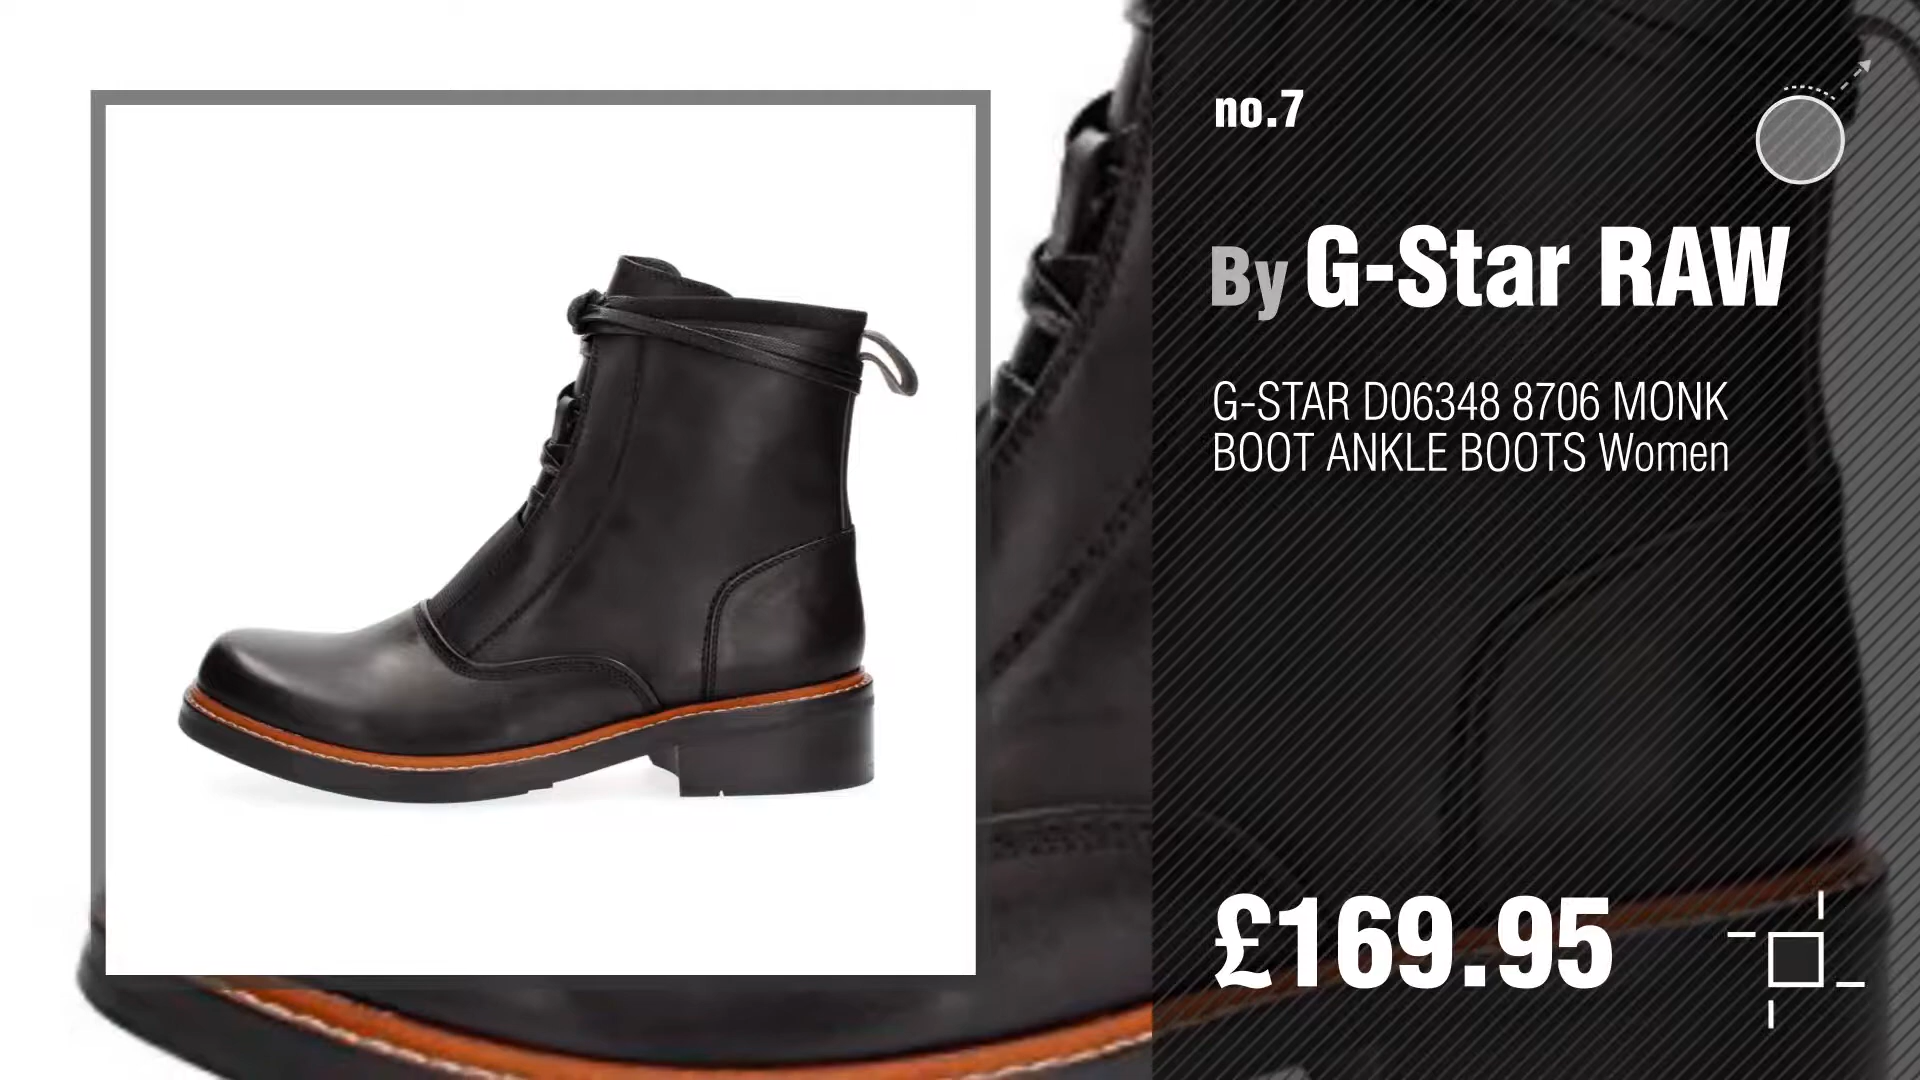 no.7
By G-Star RAW
G-STAR D06348 8706 MONK
BOOT ANKLE BOOTS Women
£169.95